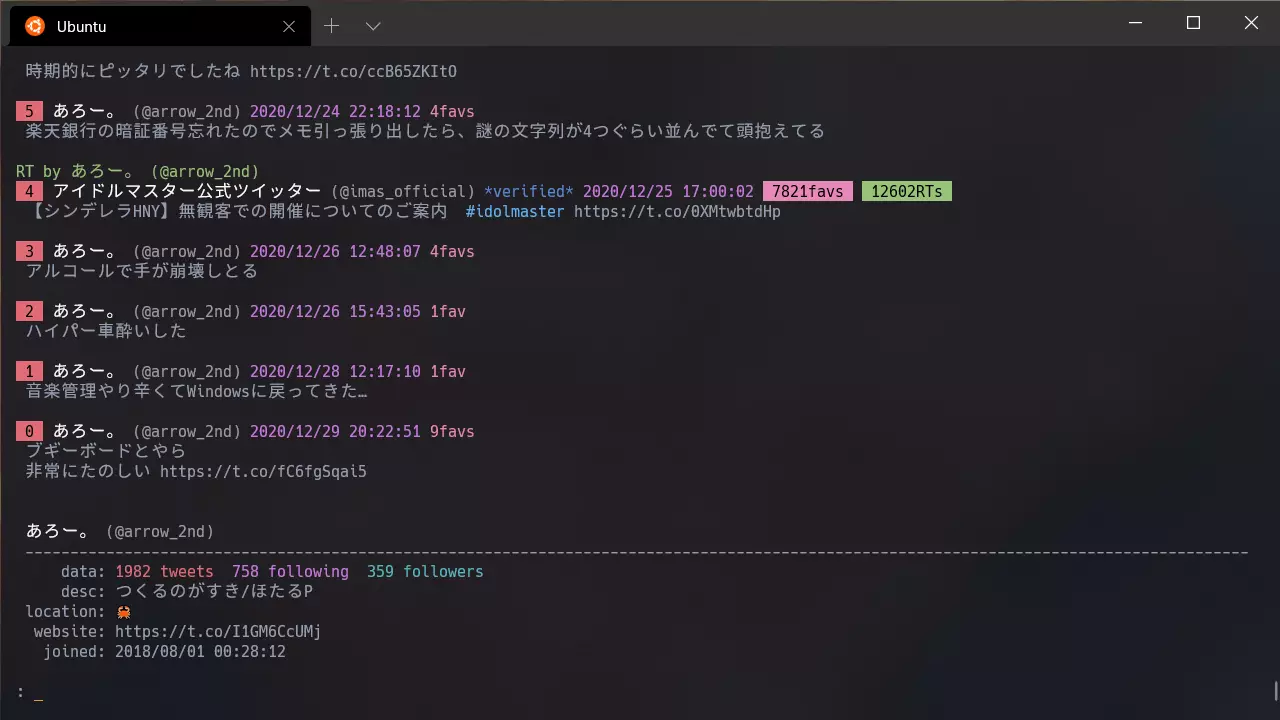 Ubuntu
時期的にピッタリでしたね https://t.co/ccB65ZKItO
5 あろー。 (@arrow_2nd) 2020/12/24 22:18:12 4favs
楽天銀行の暗証番号忘れたのでメモ引っ張り出したら、謎の文字列が4つぐらい並んでて頭抱えてる
RT by あろー。 (@arrow_2nd)
4 アイドルマスター公式ツイッター (@imas_official) *verified* 2020/12/25 17:00:02 7821favs 12602RTs
【シンデレラHNY】無観客での開催についてのご案内 #idolmaster https://t.co/0XMtwbtdHp
3 あろー。 (@arrow_2nd) 2020/12/26 12:48:07 4favs
アルコールで手が崩壊しとる
2 あろー。 (@arrow_2nd) 2020/12/26 15:43:05 1fav
ハイパー車酔いした
1 あろー。 (@arrow_2nd) 2020/12/28 12:17:10 1fav
音楽管理やり辛くてWindowsに戻ってきた…
0 あろー。 (@arrow_2nd) 2020/12/29 20:22:51 9favs
ブギーボードとやら
非常にたのしい https://t.co/fC6fgSqai5
あろー。 (@arrow_2nd)
----------------------------------------------------------------------------------------------------------------------------------------
data: 1982 tweets 758 following 359 followers
desc: つくるのがすき/ほたるP
location: 🦀
website: https://t.co/I1GM6CcUMj
joined: 2018/08/01 00:28:12
: _